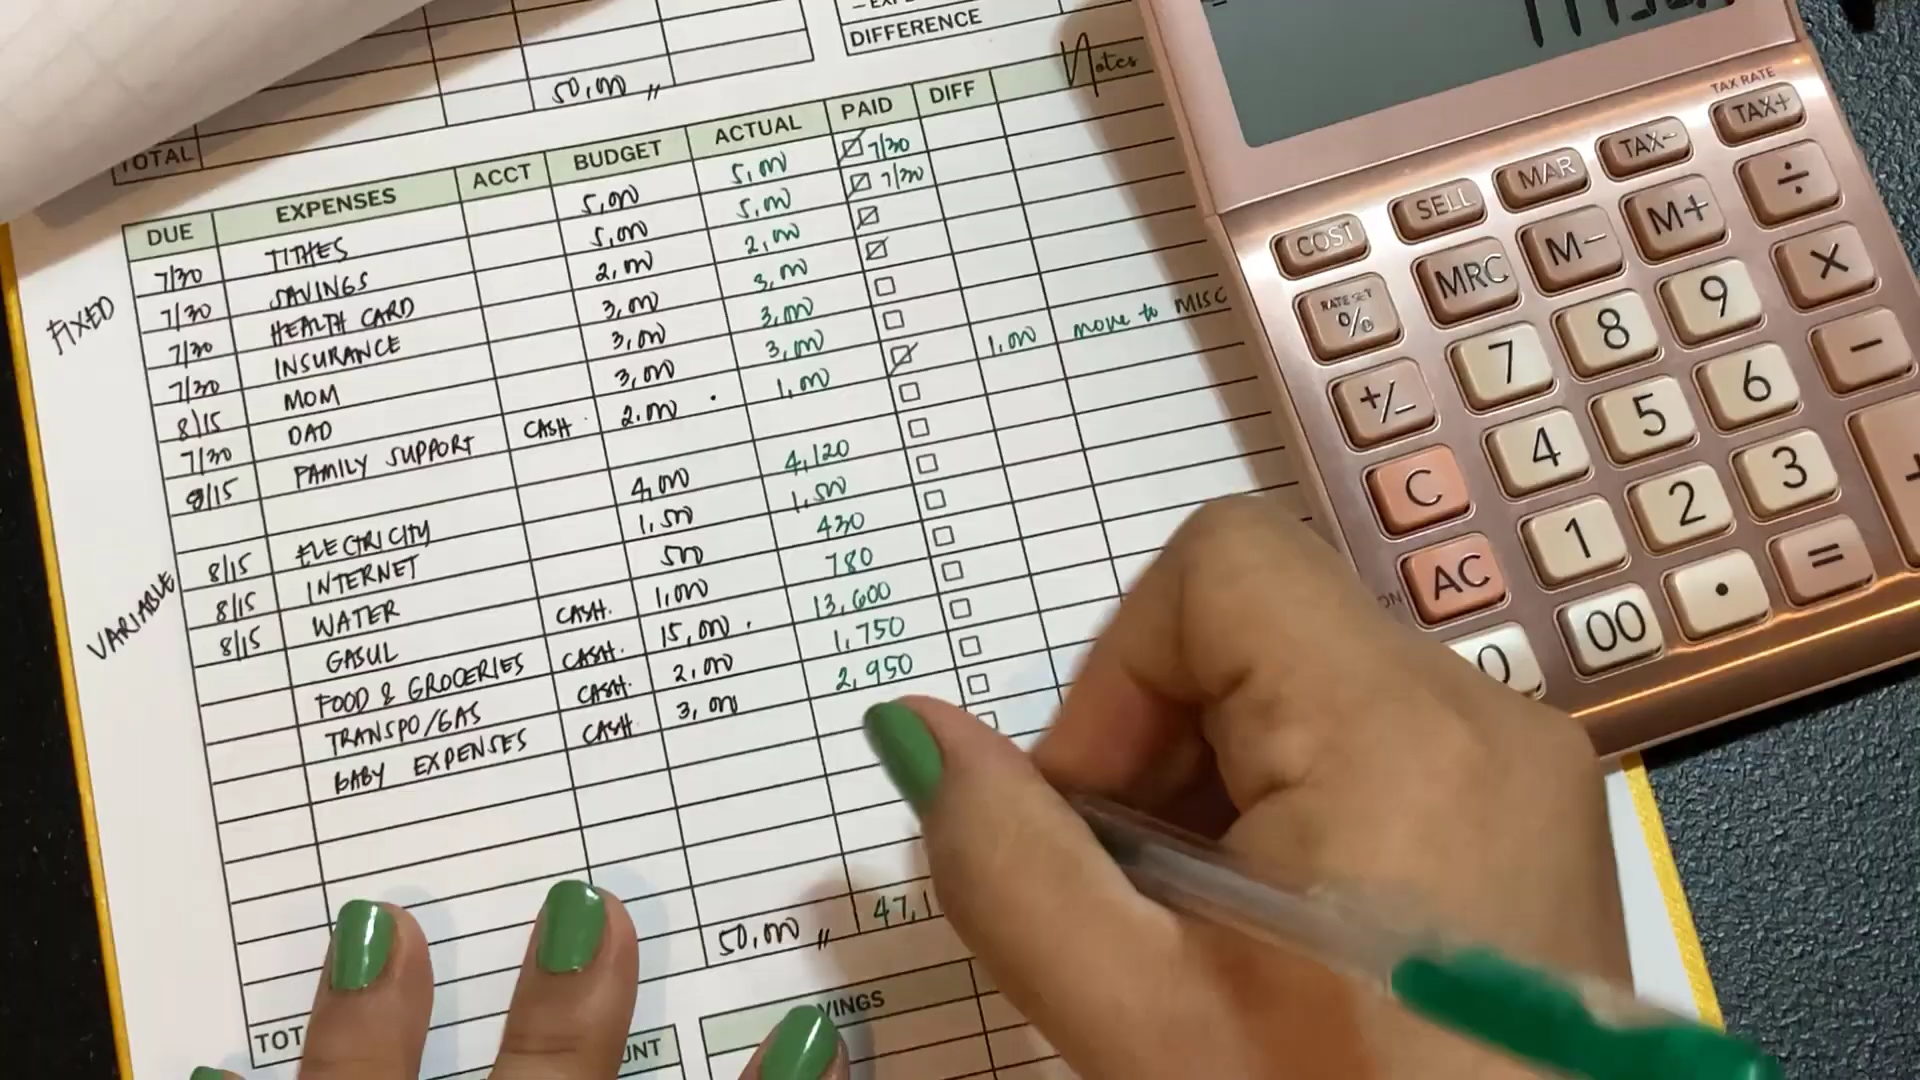 DIFFERENCE
50,000 „
TOTAL
Notes
DUE EXPENSES ACCT BUDGET ACTUAL PAID DIFF
FIXED
7/30 TITHES 5,000 5,000 7/30
7/30 SAVINGS 5,000 5,000 7/30
7/30 HEALTH CARD 2,000 2,000
7/30 INSURANCE 3,000 3,000
8/15 MOM 3,000 3,000
7/30 DAD 3,000 3,000
8/15 FAMILY SUPPORT CASH 2,000 1,000 1,000 move to MISC
VARIABLE
8/15 ELECTRICITY 4,000 4,120
8/15 INTERNET 1,500 1,500
8/15 WATER 500 430
GASUL CASH. 1,000 780
FOOD & GROCERIES CASH. 15,000 13,600
TRANSPO/GAS CASH. 2,000 1,750
BABY EXPENSES CASH 3,000 2,950
50,000 „ 47,1
TAX RATE
COST SELL MAR TAX- TAX+
RATE SET % MRC M- M+ ÷
+/- 7 8 9 ×
C 4 5 6 −
AC 1 2 3 +
0 00 . =